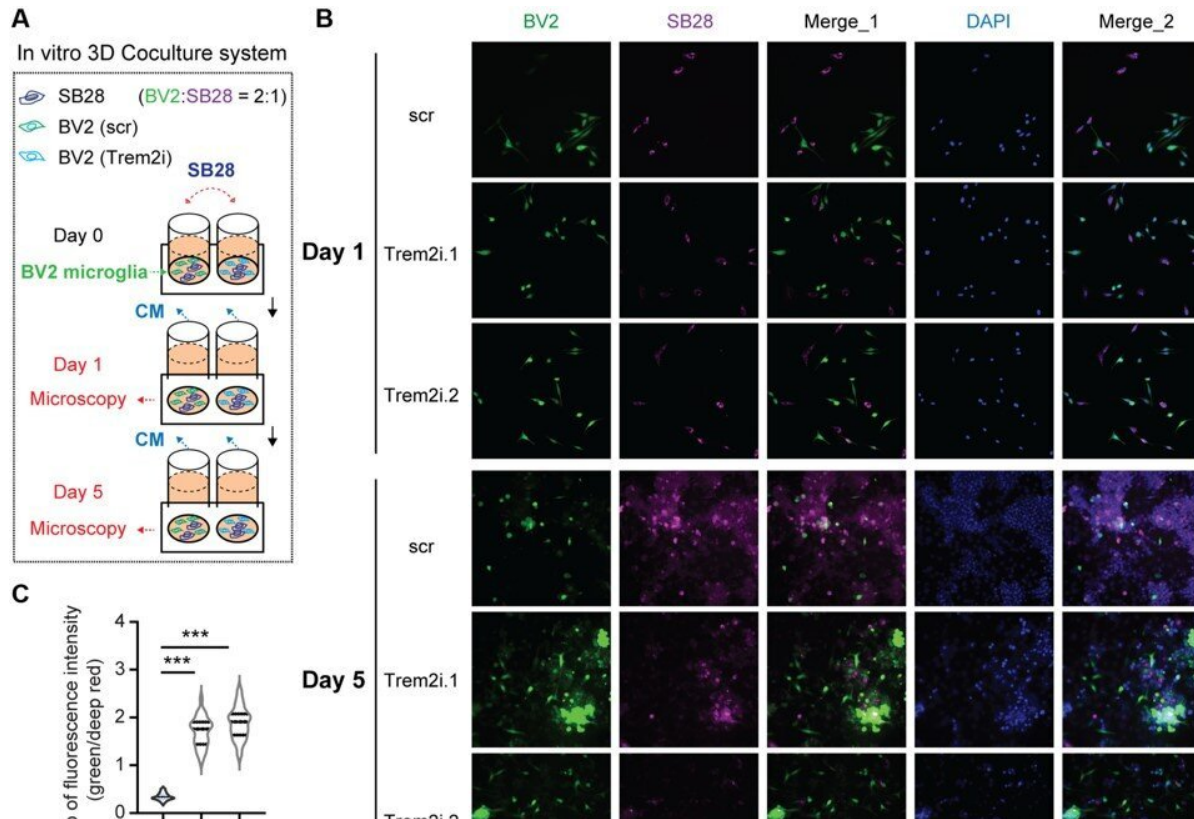 A
In vitro 3D Coculture system
SB28 (BV2:SB28 = 2:1)
BV2 (scr)
BV2 (Trem2i)
SB28
Day 0
BV2 microglia
CM
Day 1
Microscopy
CM
Day 5
Microscopy
B
BV2 SB28 Merge_1 DAPI Merge_2
Day 1
scr
Trem2i.1
Trem2i.2
Day 5
scr
Trem2i.1
C
of fluorescence intensity
(green/deep red)
4
3
2
1
0
***
***